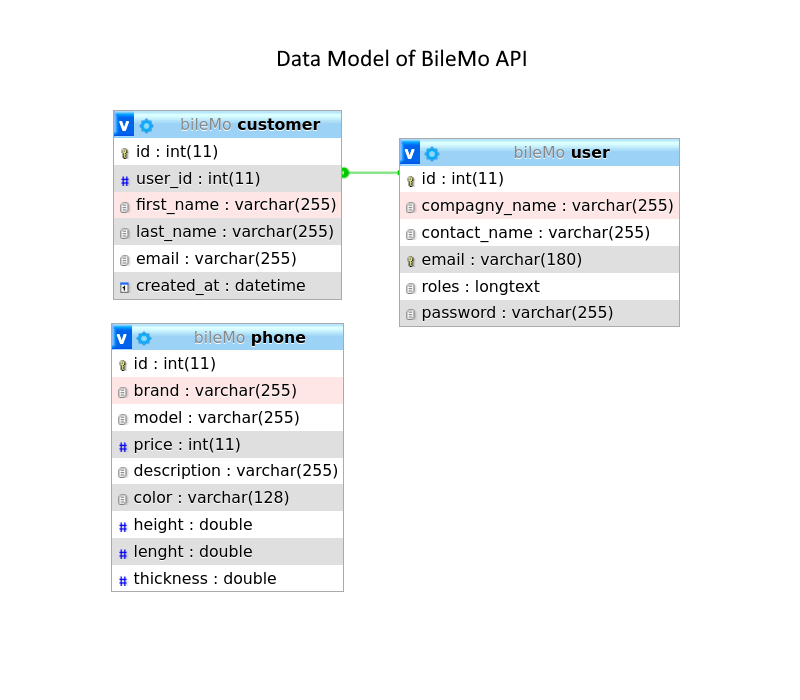 Data Model of BileMo API
v bileMo customer
id : int(11)
# user_id : int(11)
first_name : varchar(255)
last_name : varchar(255)
email : varchar(255)
created_at : datetime
v bileMo user
id : int(11)
compagny_name : varchar(255)
contact_name : varchar(255)
email : varchar(180)
roles : longtext
password : varchar(255)
v bileMo phone
id : int(11)
brand : varchar(255)
model : varchar(255)
# price : int(11)
description : varchar(255)
color : varchar(128)
# height : double
# lenght : double
# thickness : double